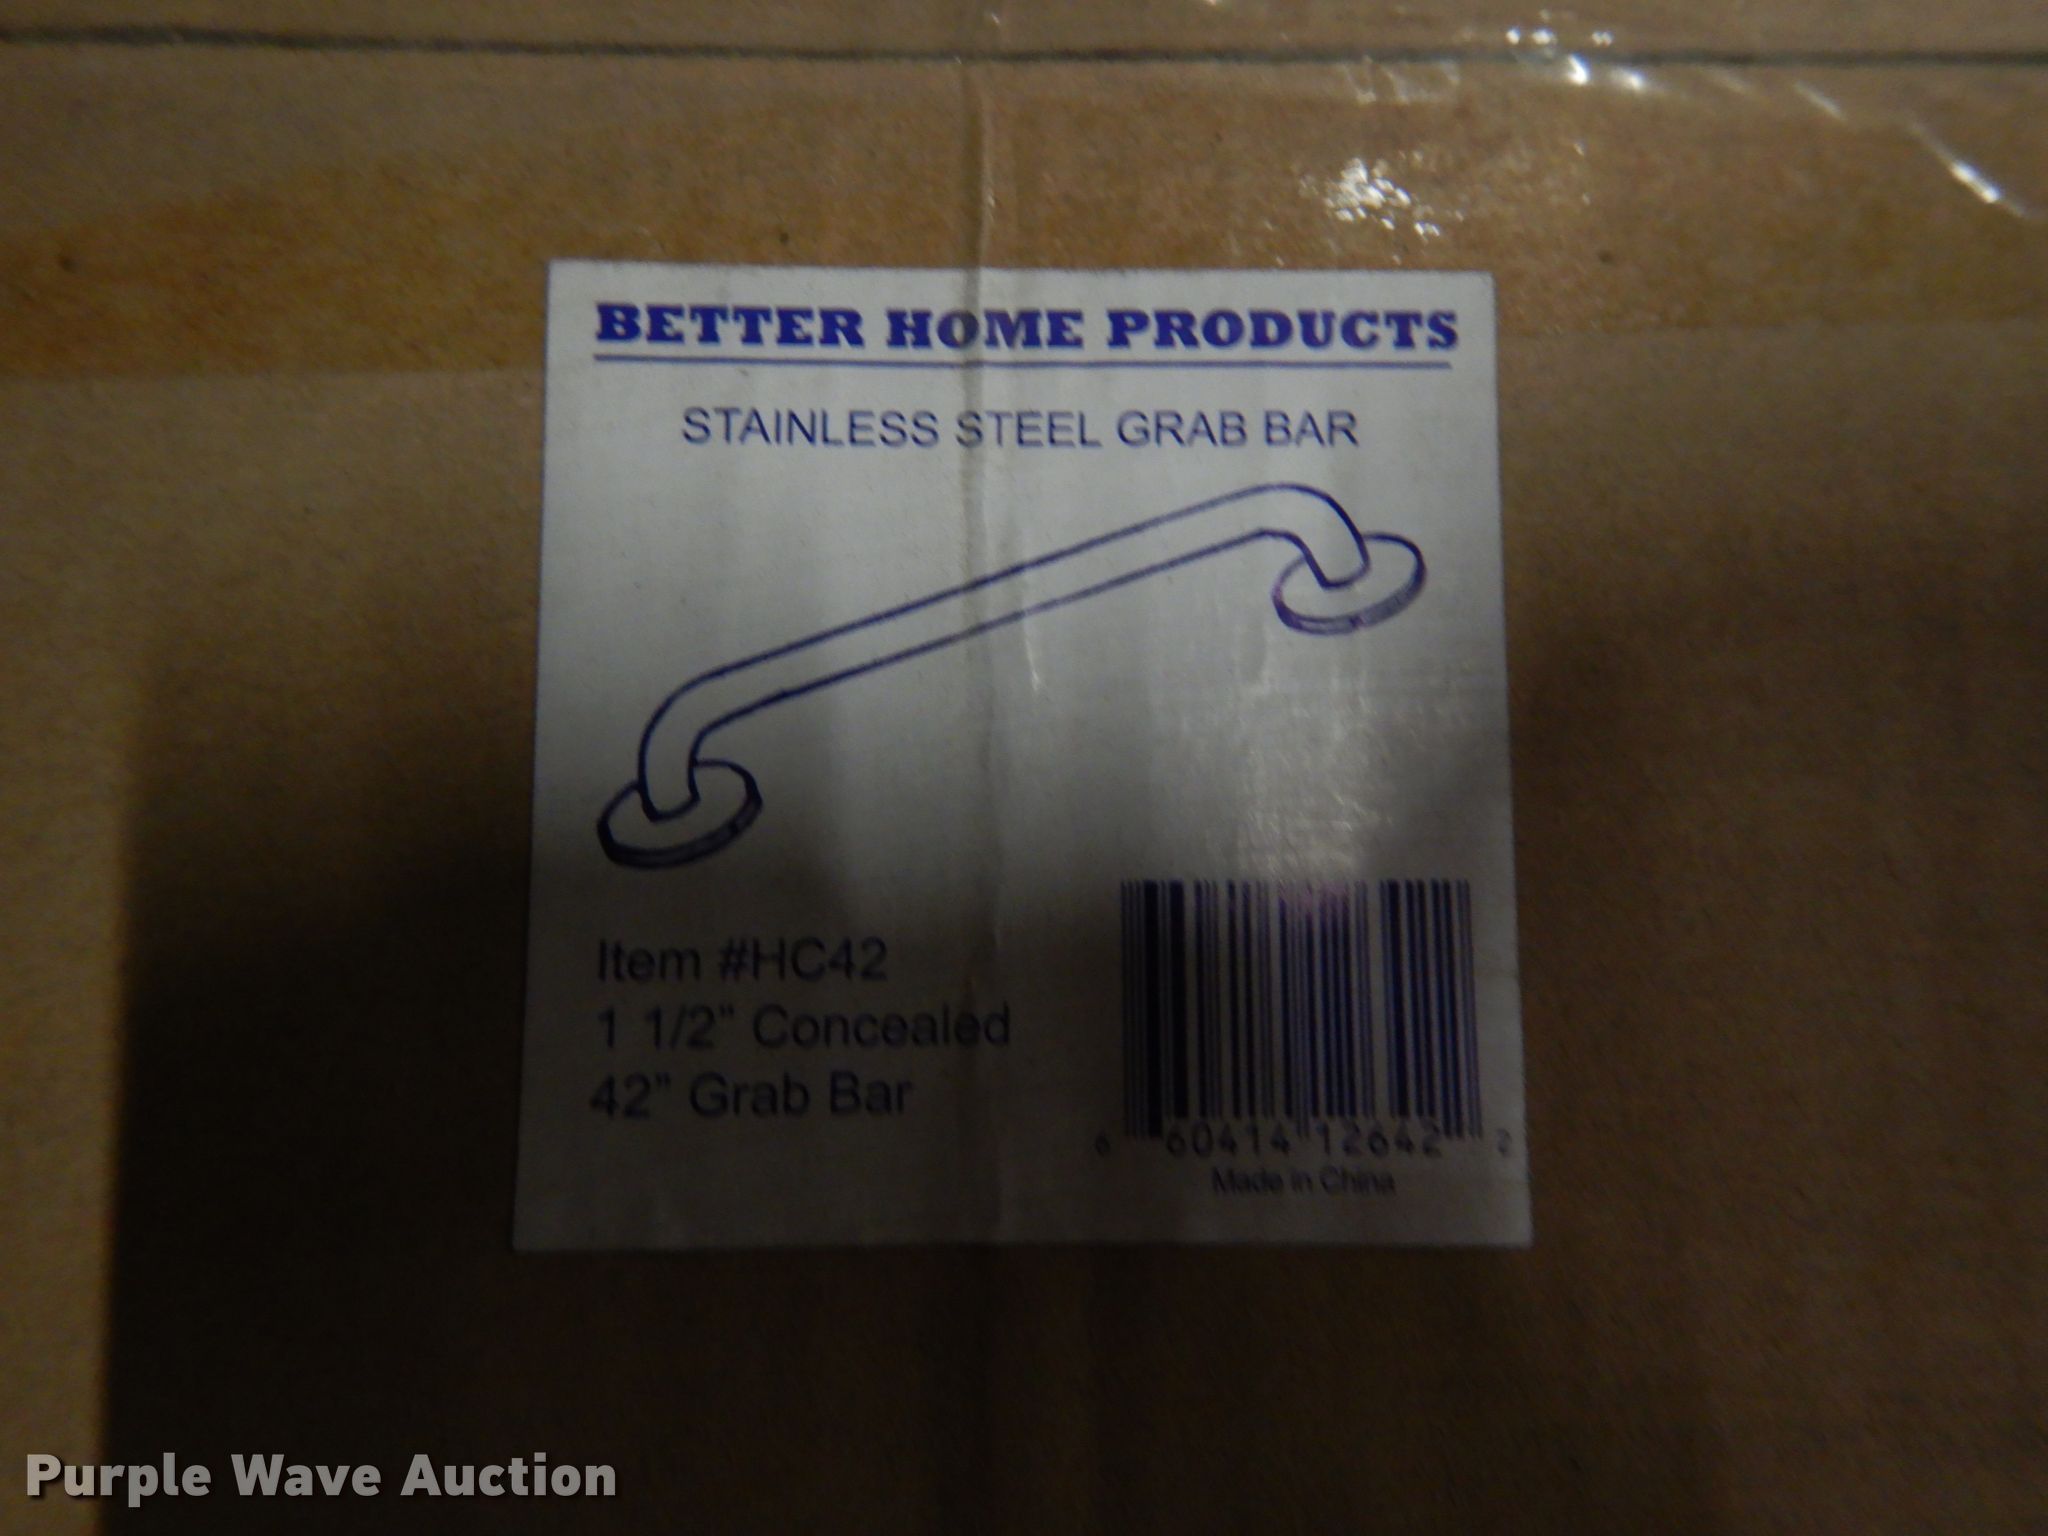 BETTER HOME PRODUCTS
STAINLESS STEEL GRAB BAR
Item #HC42
1 1/2" Concealed
42" Grab Bar
6 60414 12642 2
Made in China
Purple Wave Auction